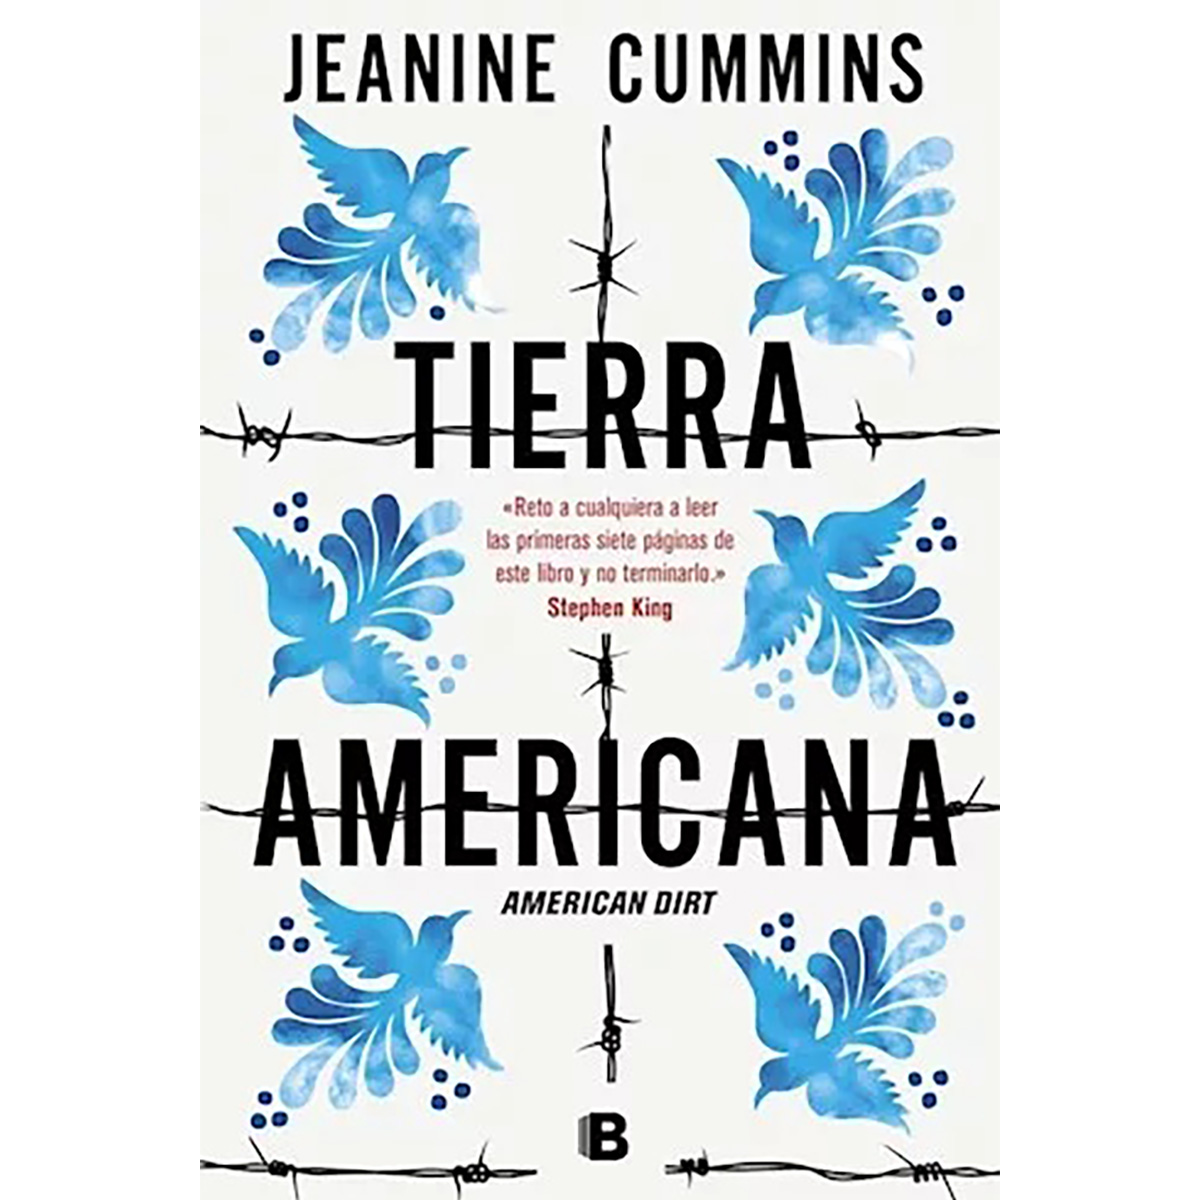 JEANINE CUMMINS
TIERRA
«Reto a cualquiera a leer
las primeras siete páginas de
este libro y no terminarlo.»
Stephen King
AMERICANA
AMERICAN DIRT
B